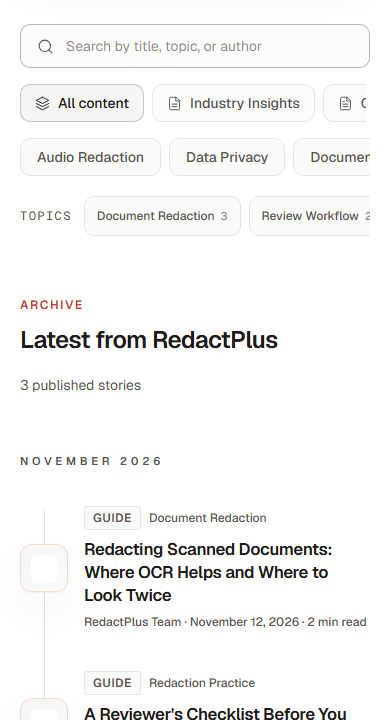 Search by title, topic, or author
All content Industry Insights
Audio Redaction Data Privacy
TOPICS Document Redaction 3 Review Workflow 2
ARCHIVE
Latest from RedactPlus
3 published stories
NOVEMBER 2026
GUIDE Document Redaction
Redacting Scanned Documents:
Where OCR Helps and Where to
Look Twice
RedactPlus Team · November 12, 2026 · 2 min read
GUIDE Redaction Practice
A Reviewer's Checklist Before You